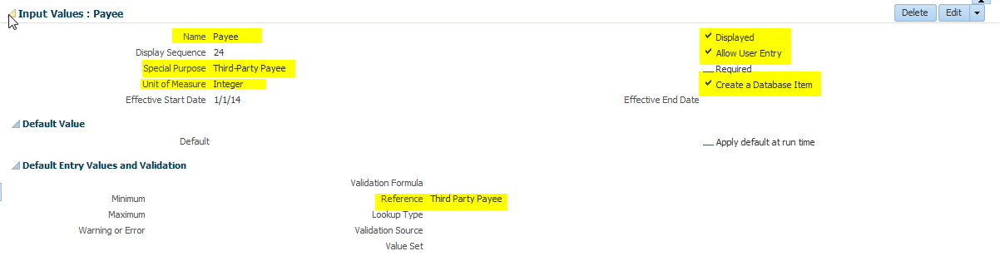 Input Values : Payee
Delete
Edit
Name Payee
Displayed
Display Sequence 24
Allow User Entry
Special Purpose Third-Party Payee
Required
Unit of Measure Integer
Create a Database Item
Effective Start Date 1/1/14
Effective End Date
Default Value
Default
Apply default at run time
Default Entry Values and Validation
Validation Formula
Minimum
Reference Third Party Payee
Maximum
Lookup Type
Warning or Error
Validation Source
Value Set